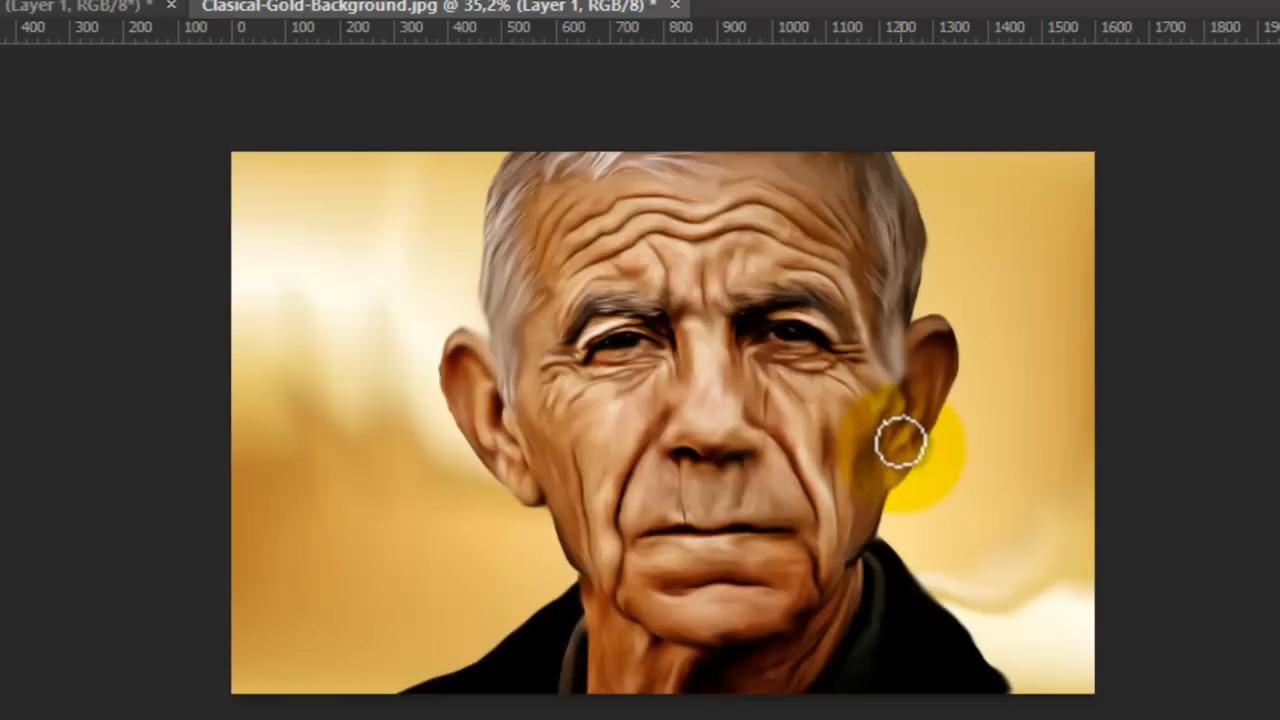 (Layer 1, RGB/8*) * × Clasical-Gold-Background.jpg @ 35,2% (Layer 1, RGB/8) * ×
400 300 200 100 0 100 200 300 400 500 600 700 800 900 1000 1100 1200 1300 1400 1500 1600 1700 1800